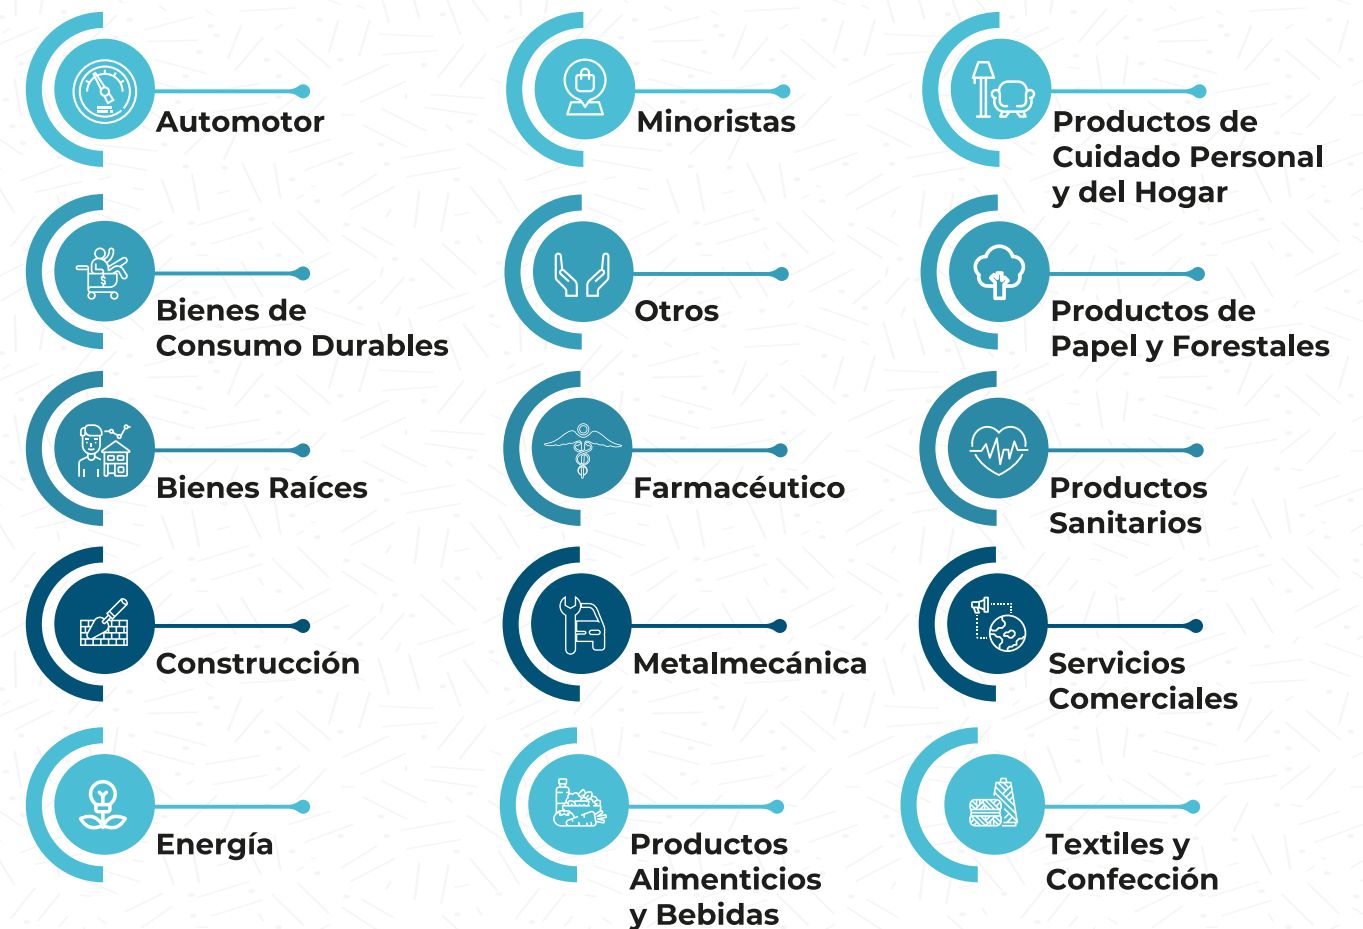 Automotor
Bienes de
Consumo Durables
Bienes Raíces
Construcción
Energía
Minoristas
Otros
Farmacéutico
Metalmecánica
Productos
Alimenticios
y Bebidas
Productos de
Cuidado Personal
y del Hogar
Productos de
Papel y Forestales
Productos
Sanitarios
Servicios
Comerciales
Textiles y
Confección